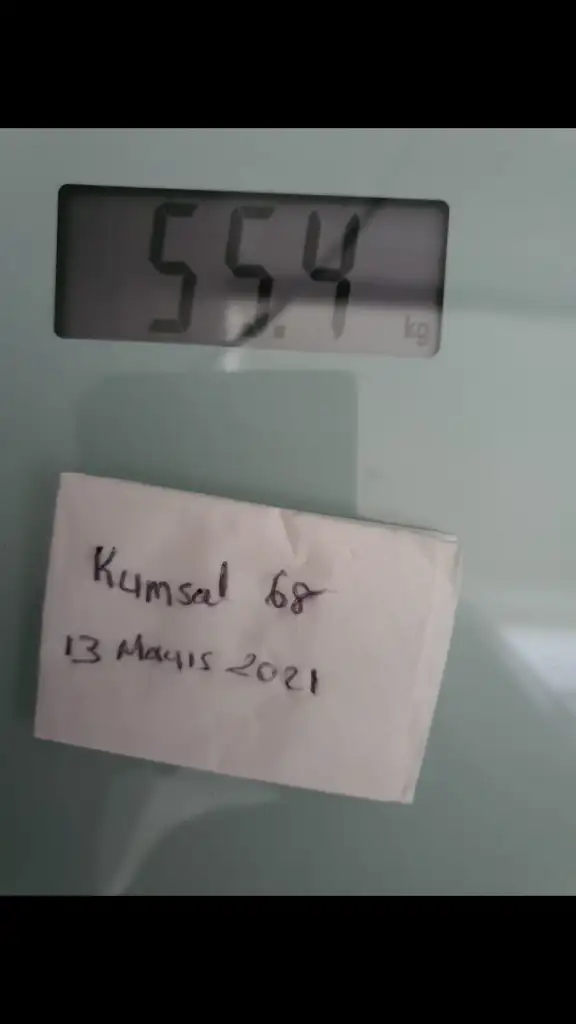 55.4 kg
Kumsal 68
13 Mayıs 2021